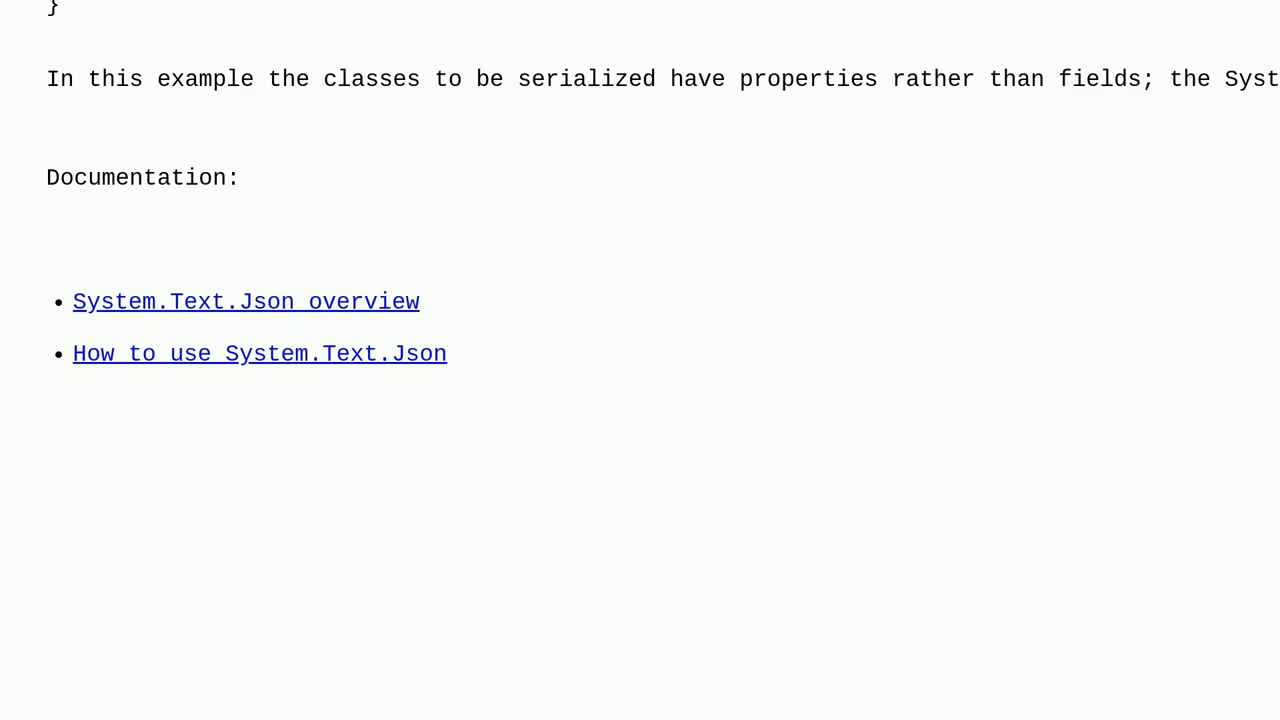 }
In this example the classes to be serialized have properties rather than fields; the Syst
Documentation:
• System.Text.Json overview
• How to use System.Text.Json